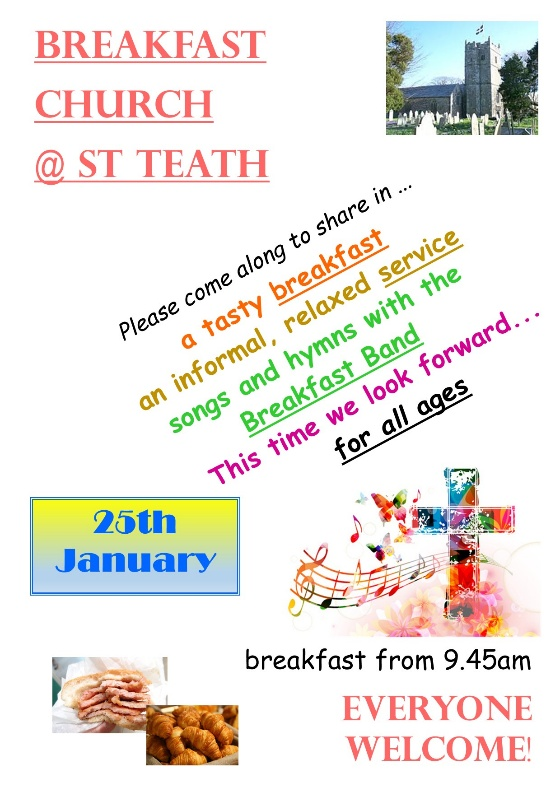 BREAKFAST
CHURCH
@ ST TEATH
Please come along to share in ...
a tasty breakfast
an informal, relaxed service
songs and hymns with the
Breakfast Band
This time we look forward...
for all ages
25th
January
breakfast from 9.45am
EVERYONE
WELCOME!